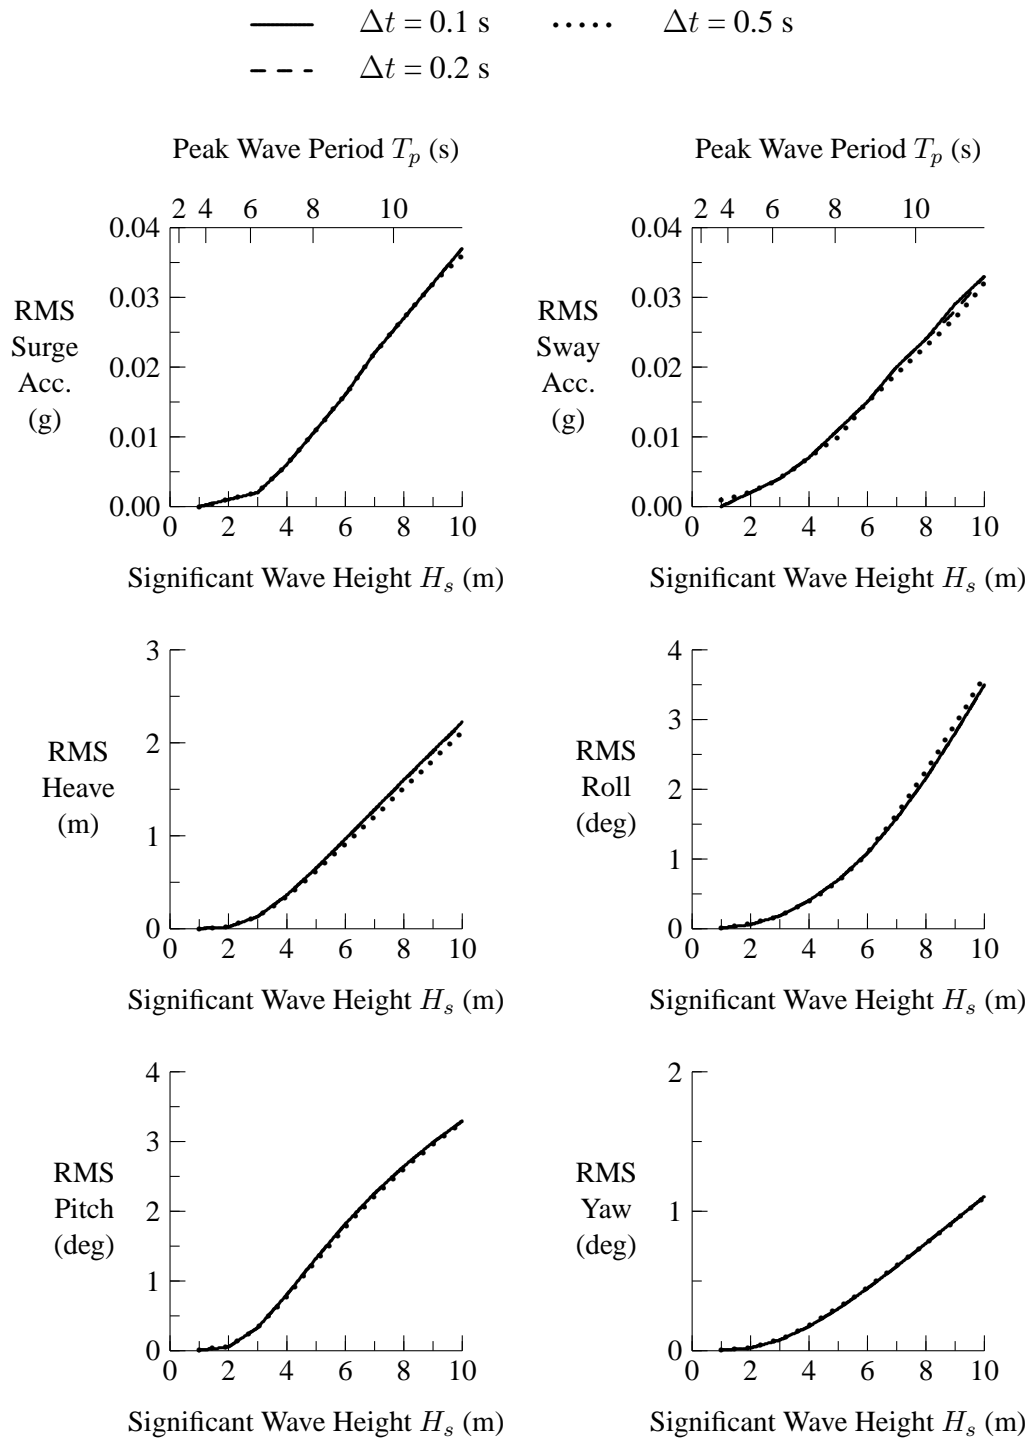 Δt = 0.1 s
Δt = 0.5 s
Δt = 0.2 s
Peak Wave Period T_p (s)
2 4 6 8 10
0.04
0.03
0.02
0.01
0.00
RMS
Surge
Acc.
(g)
0 2 4 6 8 10
Significant Wave Height H_s (m)
Peak Wave Period T_p (s)
2 4 6 8 10
0.04
0.03
0.02
0.01
0.00
RMS
Sway
Acc.
(g)
0 2 4 6 8 10
Significant Wave Height H_s (m)
3
2
1
0
RMS
Heave
(m)
0 2 4 6 8 10
Significant Wave Height H_s (m)
4
3
2
1
0
RMS
Roll
(deg)
0 2 4 6 8 10
Significant Wave Height H_s (m)
4
3
2
1
0
RMS
Pitch
(deg)
0 2 4 6 8 10
Significant Wave Height H_s (m)
2
1
0
RMS
Yaw
(deg)
0 2 4 6 8 10
Significant Wave Height H_s (m)